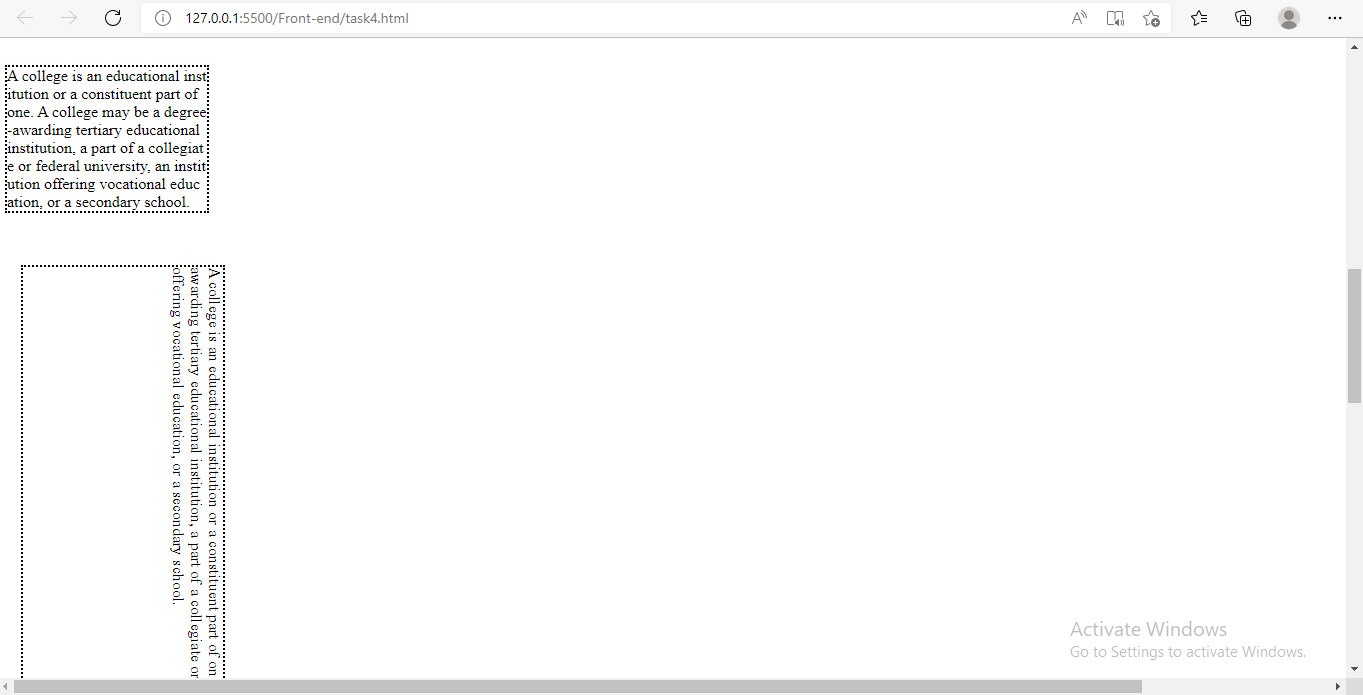 127.0.0.1:5500/Front-end/task4.html
A college is an educational inst
itution or a constituent part of
one. A college may be a degree
-awarding tertiary educational
institution, a part of a collegiat
e or federal university, an instit
ution offering vocational educ
ation, or a secondary school.
A college is an educational institution or a constituent part of on
awarding tertiary educational institution, a part of a collegiate or
offering vocational education, or a secondary school.
Activate Windows
Go to Settings to activate Windows.